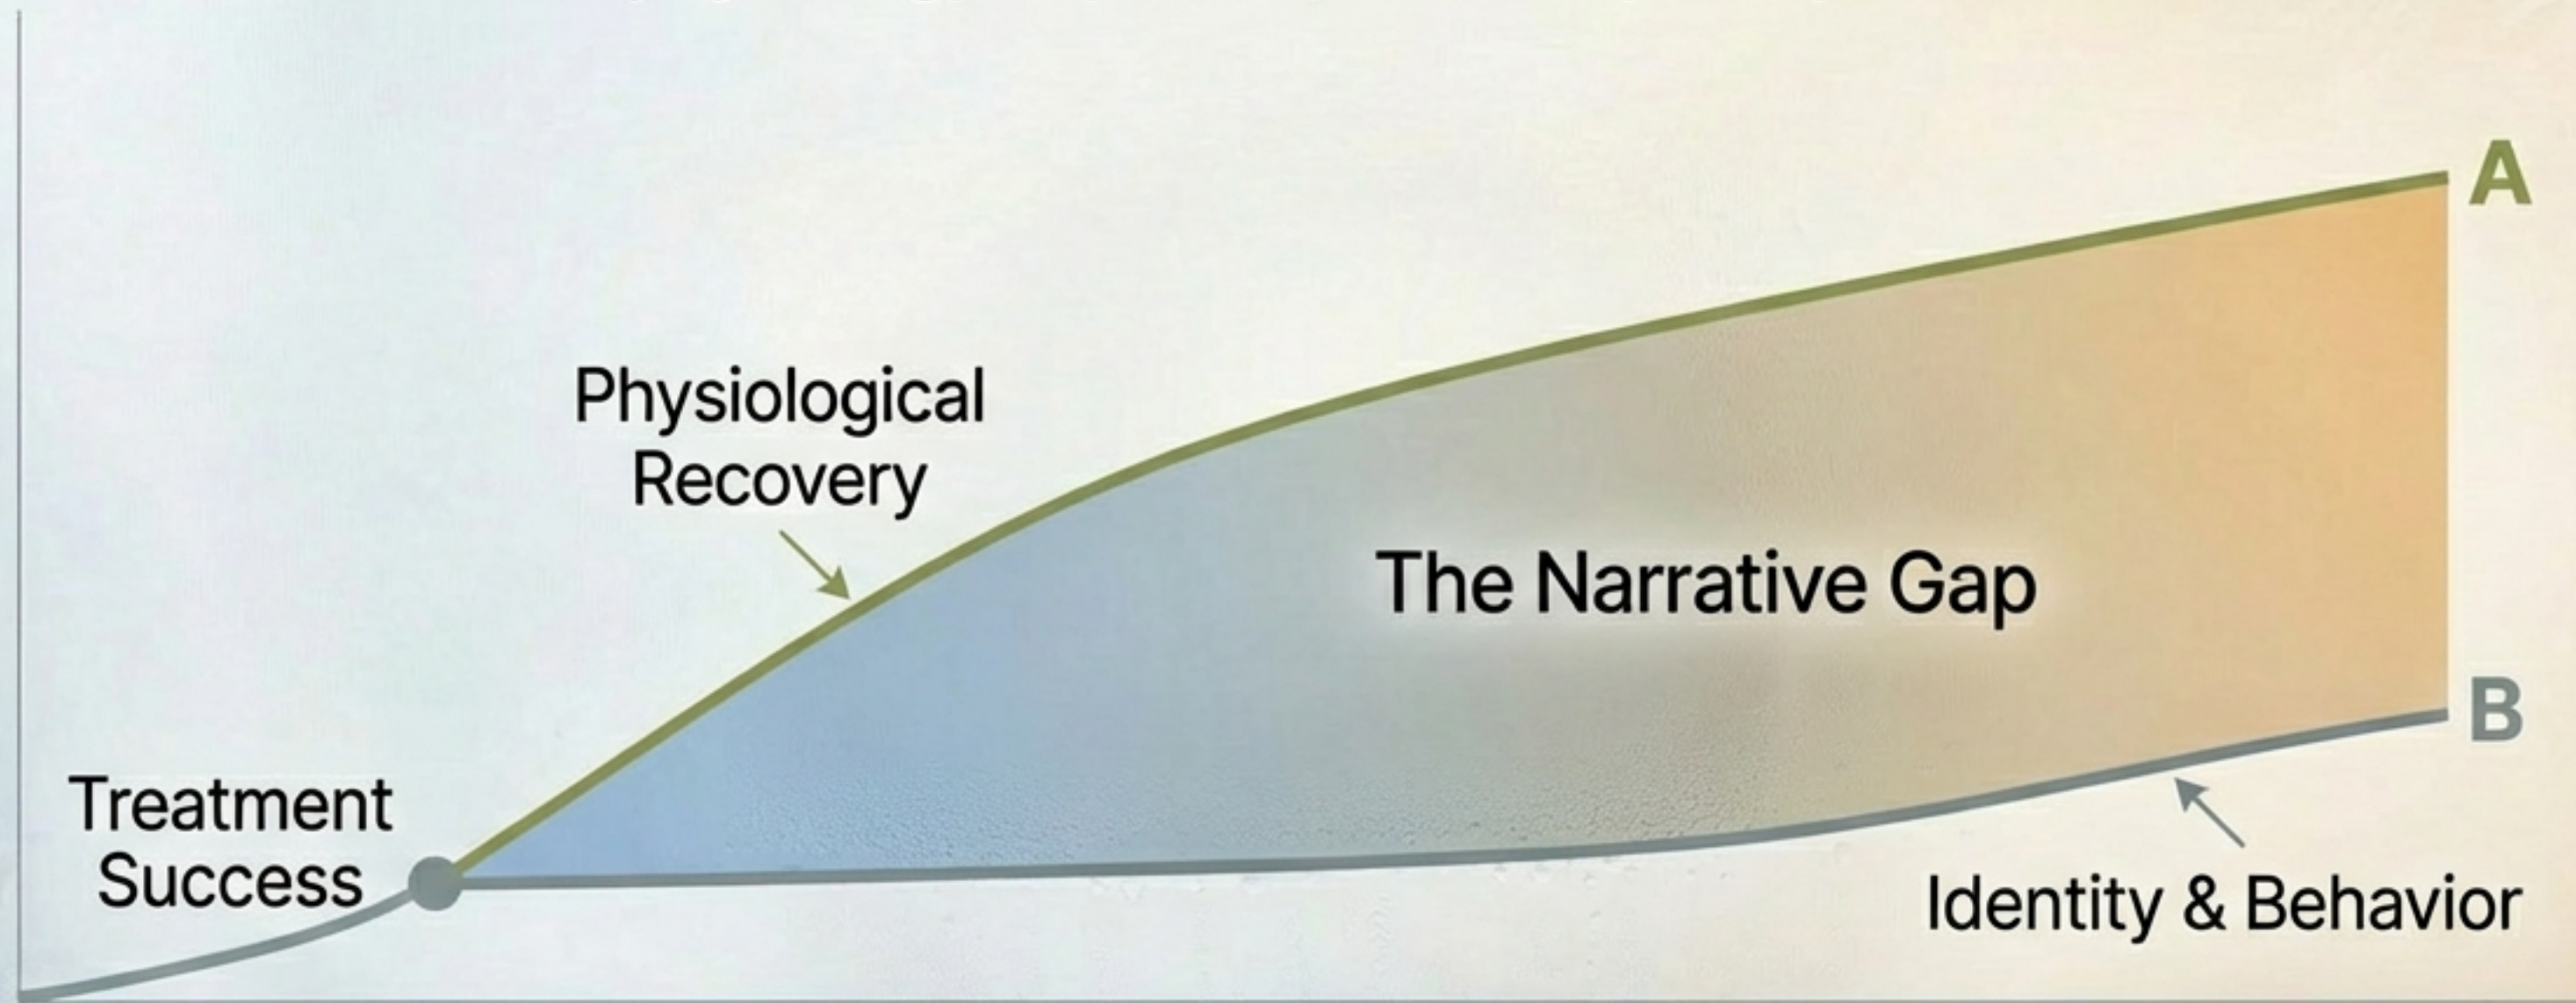 A
Physiological
Recovery
The Narrative Gap
B
Treatment
Success
Identity & Behavior